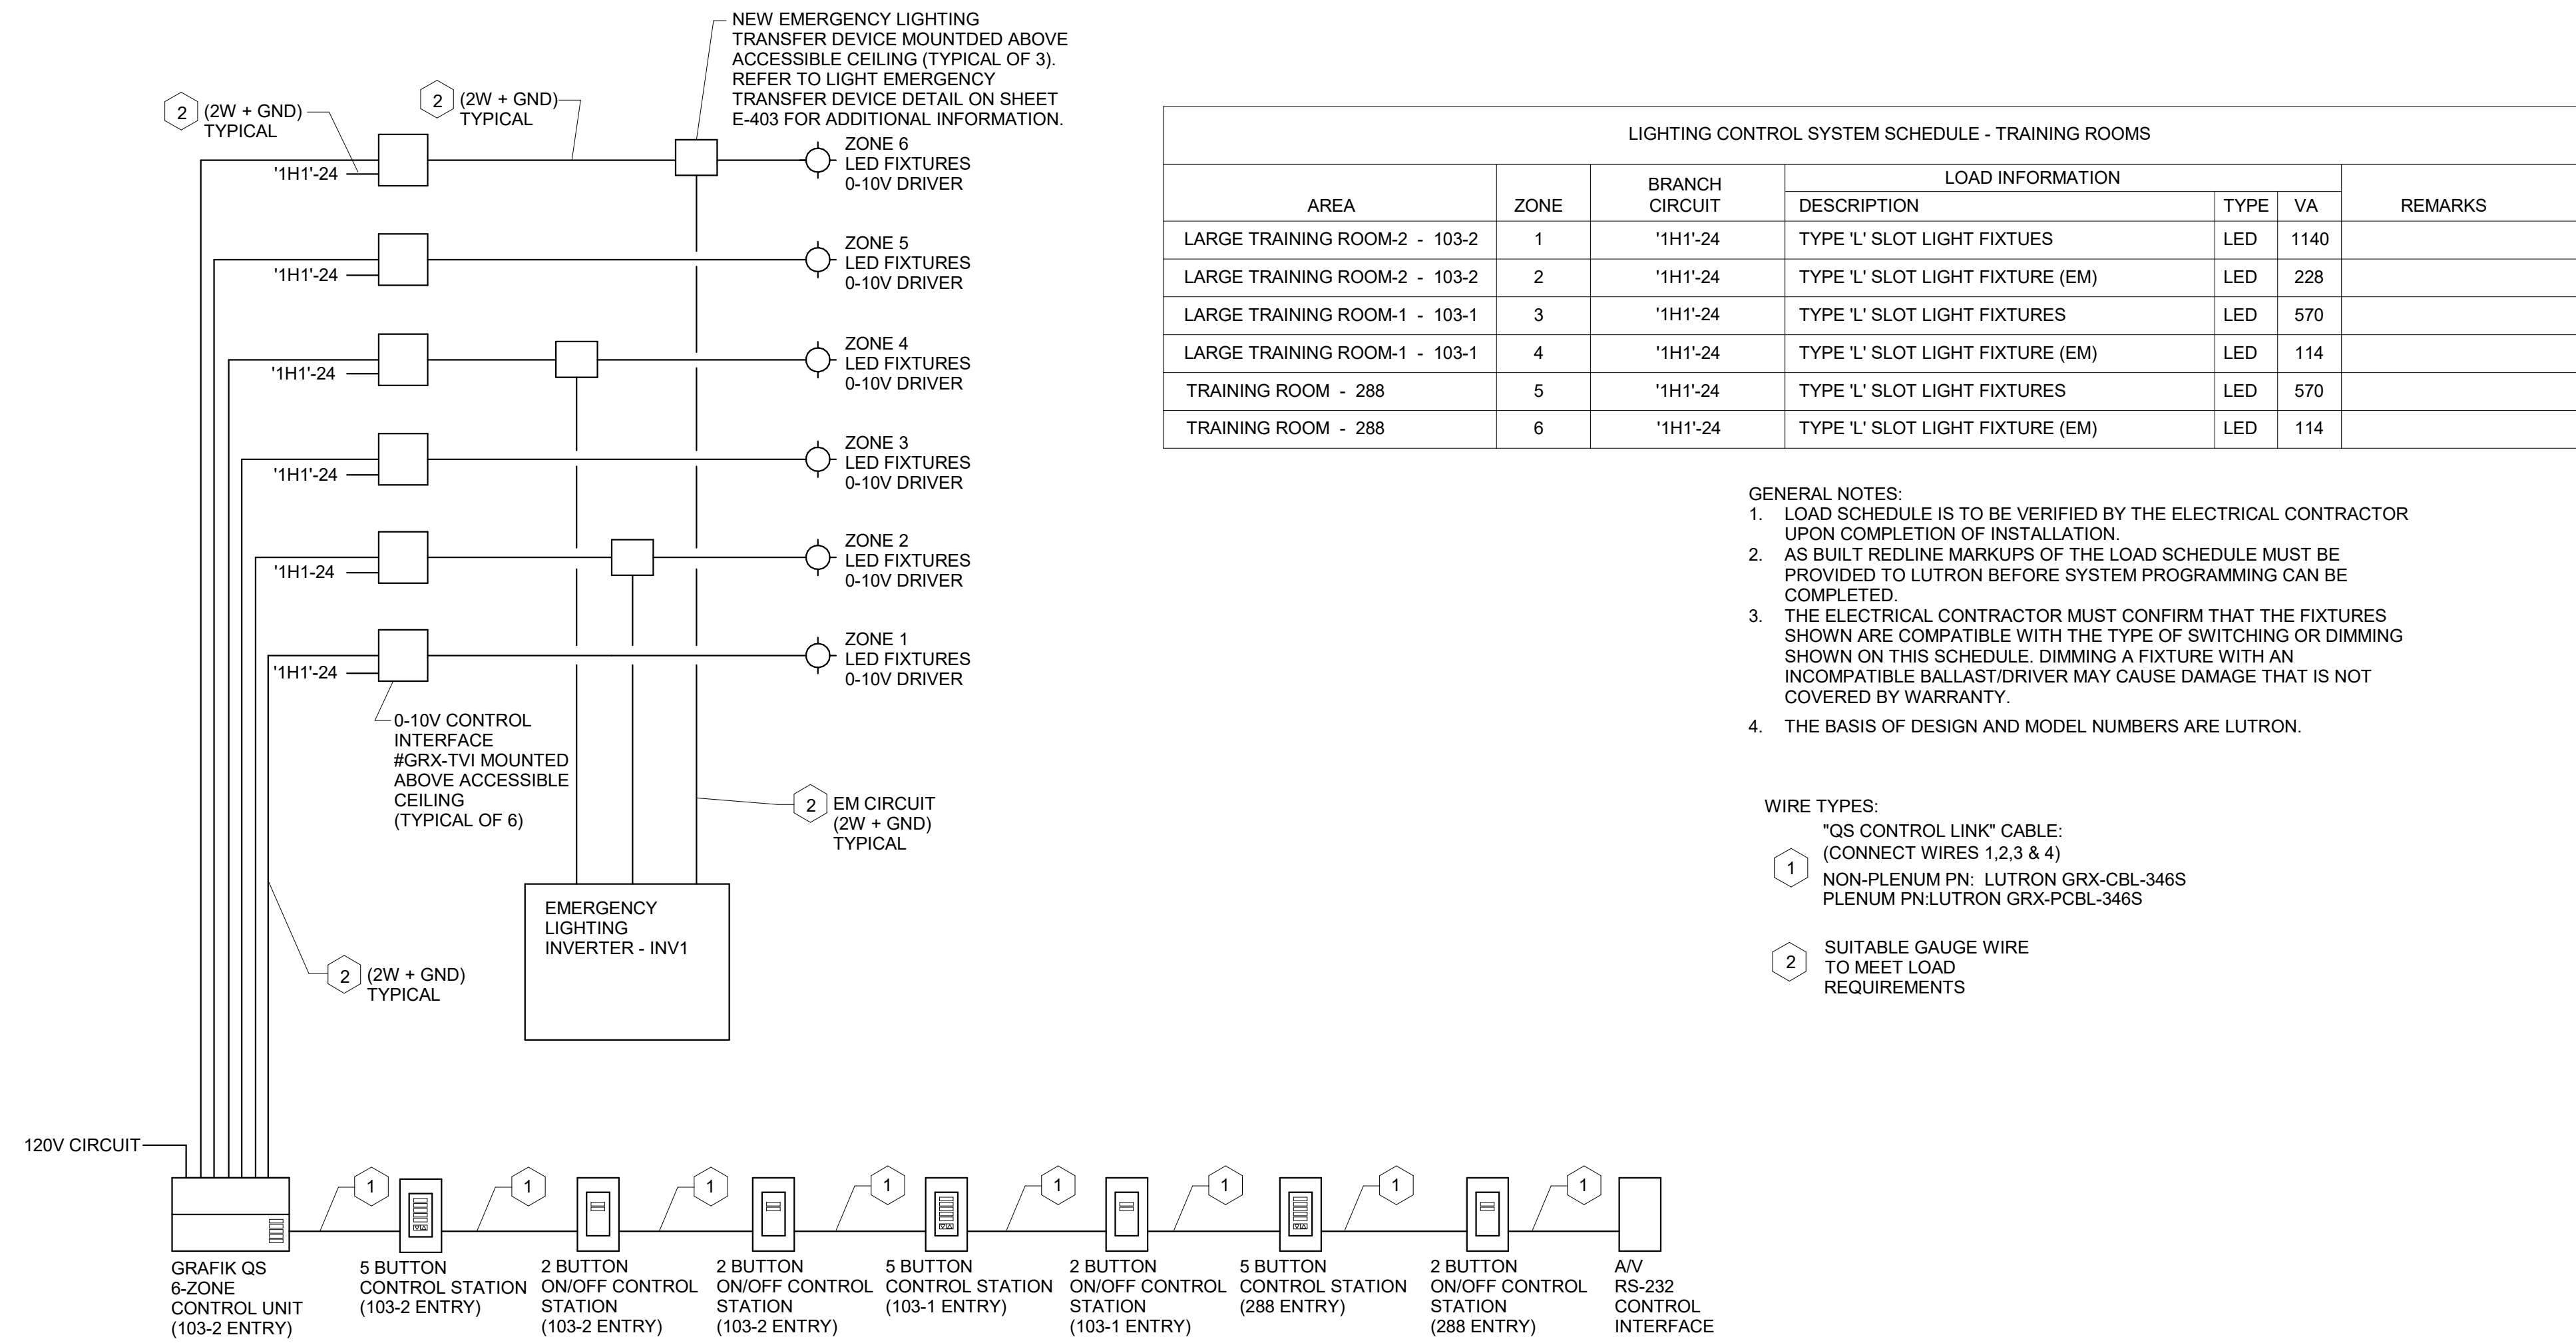 NEW EMERGENCY LIGHTING
TRANSFER DEVICE MOUNTDED ABOVE
ACCESSIBLE CEILING (TYPICAL OF 3).
REFER TO LIGHT EMERGENCY
TRANSFER DEVICE DETAIL ON SHEET
E-403 FOR ADDITIONAL INFORMATION.
2 (2W + GND)
TYPICAL
2 (2W + GND)
TYPICAL
'1H1'-24
ZONE 6
LED FIXTURES
0-10V DRIVER
'1H1'-24
ZONE 5
LED FIXTURES
0-10V DRIVER
'1H1'-24
ZONE 4
LED FIXTURES
0-10V DRIVER
'1H1'-24
ZONE 3
LED FIXTURES
0-10V DRIVER
'1H1-24
ZONE 2
LED FIXTURES
0-10V DRIVER
'1H1'-24
ZONE 1
LED FIXTURES
0-10V DRIVER
0-10V CONTROL
INTERFACE
#GRX-TVI MOUNTED
ABOVE ACCESSIBLE
CEILING
(TYPICAL OF 6)
2 EM CIRCUIT
(2W + GND)
TYPICAL
EMERGENCY
LIGHTING
INVERTER - INV1
2 (2W + GND)
TYPICAL
120V CIRCUIT
1 1 1 1 1 1 1 1
GRAFIK QS
6-ZONE
CONTROL UNIT
(103-2 ENTRY)
5 BUTTON
CONTROL STATION
(103-2 ENTRY)
2 BUTTON
ON/OFF CONTROL
STATION
(103-2 ENTRY)
2 BUTTON
ON/OFF CONTROL
STATION
(103-2 ENTRY)
5 BUTTON
CONTROL STATION
(103-1 ENTRY)
2 BUTTON
ON/OFF CONTROL
STATION
(103-1 ENTRY)
5 BUTTON
CONTROL STATION
(288 ENTRY)
2 BUTTON
ON/OFF CONTROL
STATION
(288 ENTRY)
A/V
RS-232
CONTROL
INTERFACE
LIGHTING CONTROL SYSTEM SCHEDULE - TRAINING ROOMS
AREA ZONE BRANCH CIRCUIT LOAD INFORMATION REMARKS
DESCRIPTION TYPE VA
LARGE TRAINING ROOM-2 - 103-2 1 '1H1'-24 TYPE 'L' SLOT LIGHT FIXTUES LED 1140
LARGE TRAINING ROOM-2 - 103-2 2 '1H1'-24 TYPE 'L' SLOT LIGHT FIXTURE (EM) LED 228
LARGE TRAINING ROOM-1 - 103-1 3 '1H1'-24 TYPE 'L' SLOT LIGHT FIXTURES LED 570
LARGE TRAINING ROOM-1 - 103-1 4 '1H1'-24 TYPE 'L' SLOT LIGHT FIXTURE (EM) LED 114
TRAINING ROOM - 288 5 '1H1'-24 TYPE 'L' SLOT LIGHT FIXTURES LED 570
TRAINING ROOM - 288 6 '1H1'-24 TYPE 'L' SLOT LIGHT FIXTURE (EM) LED 114
GENERAL NOTES:
1. LOAD SCHEDULE IS TO BE VERIFIED BY THE ELECTRICAL CONTRACTOR
UPON COMPLETION OF INSTALLATION.
2. AS BUILT REDLINE MARKUPS OF THE LOAD SCHEDULE MUST BE
PROVIDED TO LUTRON BEFORE SYSTEM PROGRAMMING CAN BE
COMPLETED.
3. THE ELECTRICAL CONTRACTOR MUST CONFIRM THAT THE FIXTURES
SHOWN ARE COMPATIBLE WITH THE TYPE OF SWITCHING OR DIMMING
SHOWN ON THIS SCHEDULE. DIMMING A FIXTURE WITH AN
INCOMPATIBLE BALLAST/DRIVER MAY CAUSE DAMAGE THAT IS NOT
COVERED BY WARRANTY.
4. THE BASIS OF DESIGN AND MODEL NUMBERS ARE LUTRON.
WIRE TYPES:
1 "QS CONTROL LINK" CABLE:
(CONNECT WIRES 1,2,3 & 4)
NON-PLENUM PN: LUTRON GRX-CBL-346S
PLENUM PN:LUTRON GRX-PCBL-346S
2 SUITABLE GAUGE WIRE
TO MEET LOAD
REQUIREMENTS